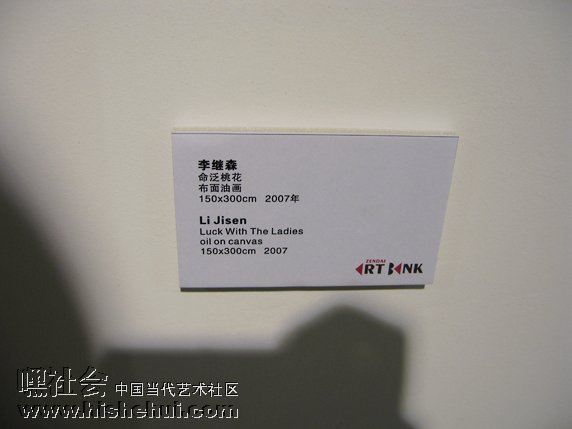 李继森
命泛桃花
布面油画
150x300cm 2007年
Li Jisen
Luck With The Ladies
oil on canvas
150x300cm 2007
ZENDAI
ART BANK
嘿社会 中国当代艺术社区
www.hishehui.com